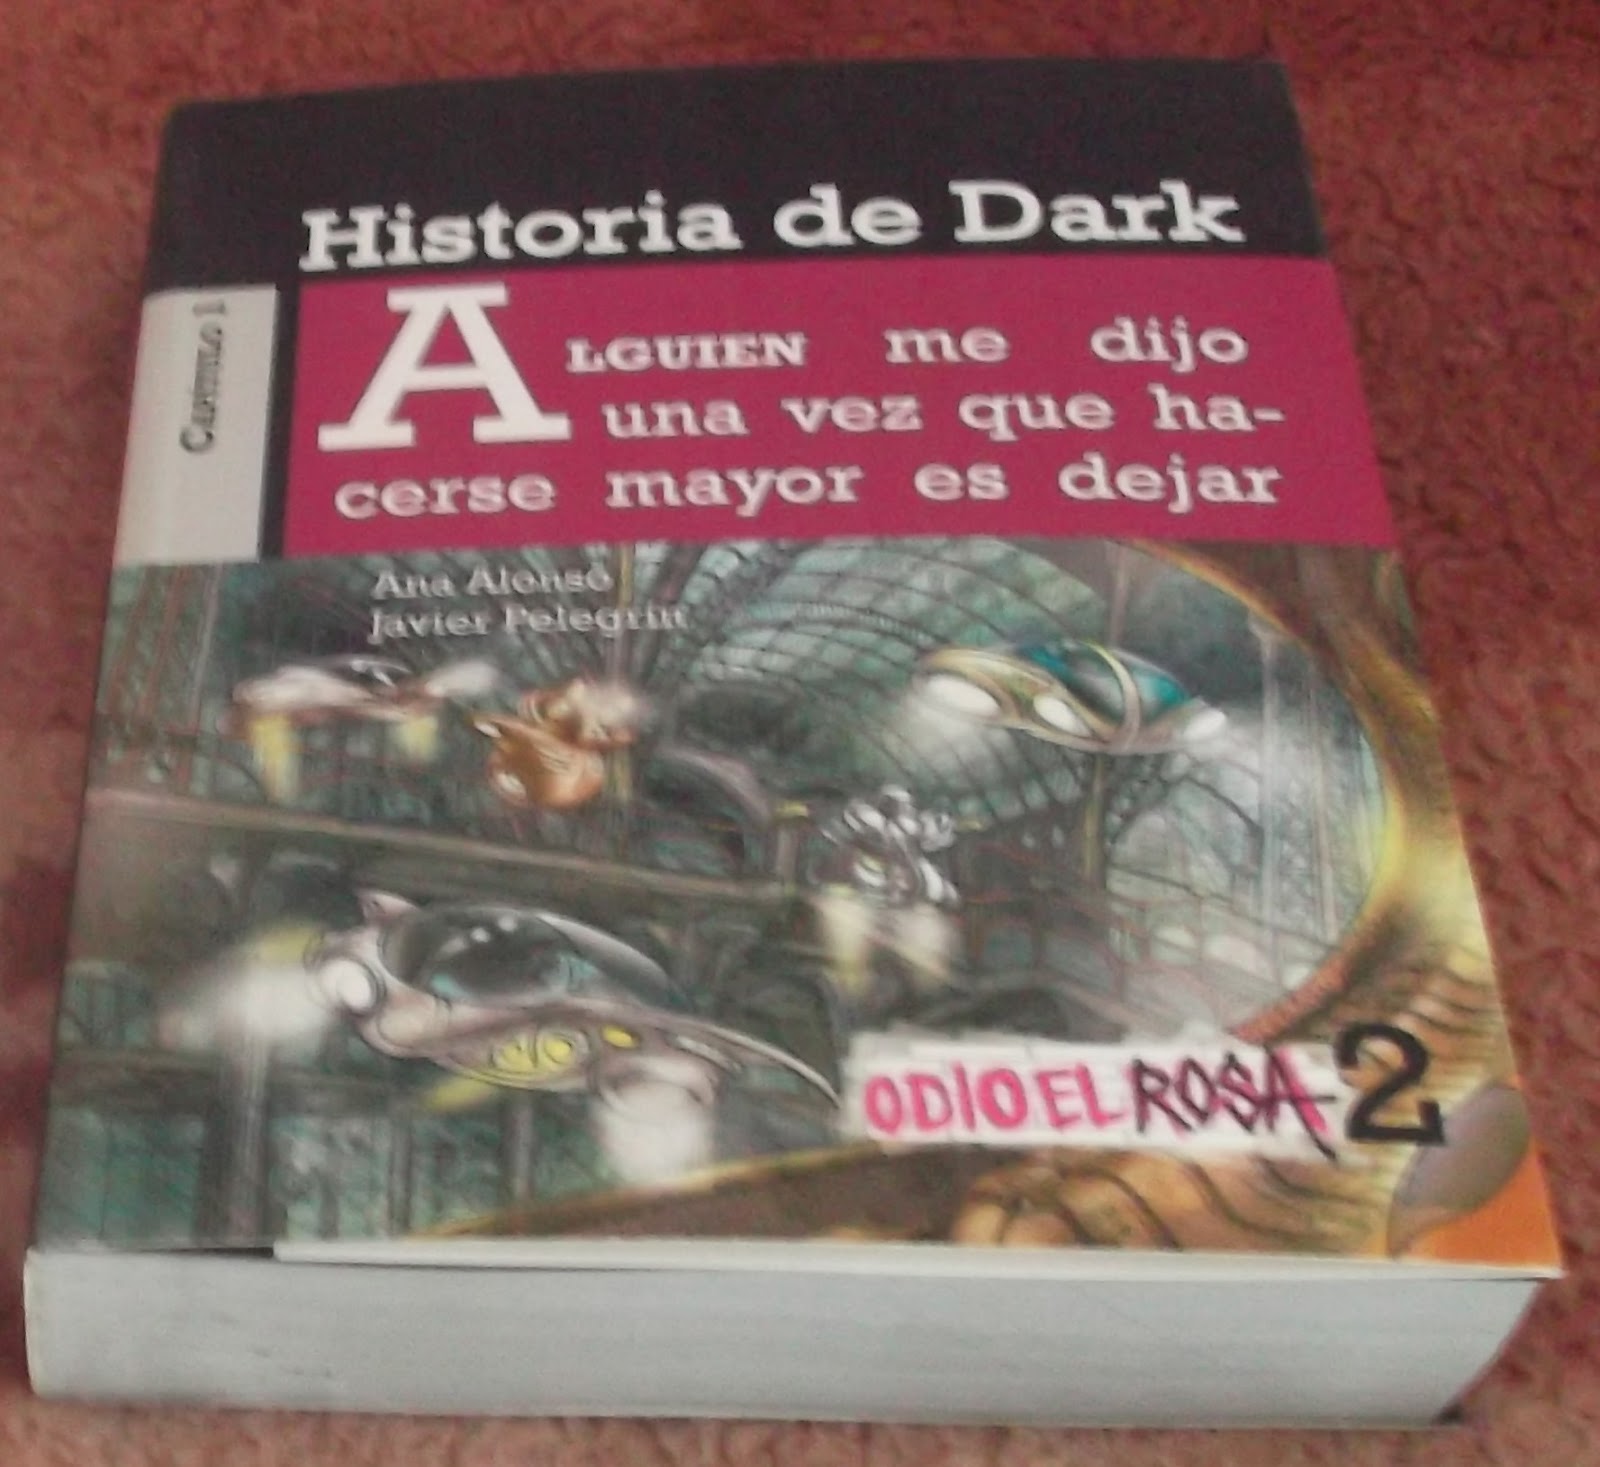 Historia de Dark
CAPÍTULO 1
ALGUIEN me dijo
una vez que ha-
cerse mayor es dejar
Ana Alonso
Javier Pelegrín
ODIO EL ROSA 2